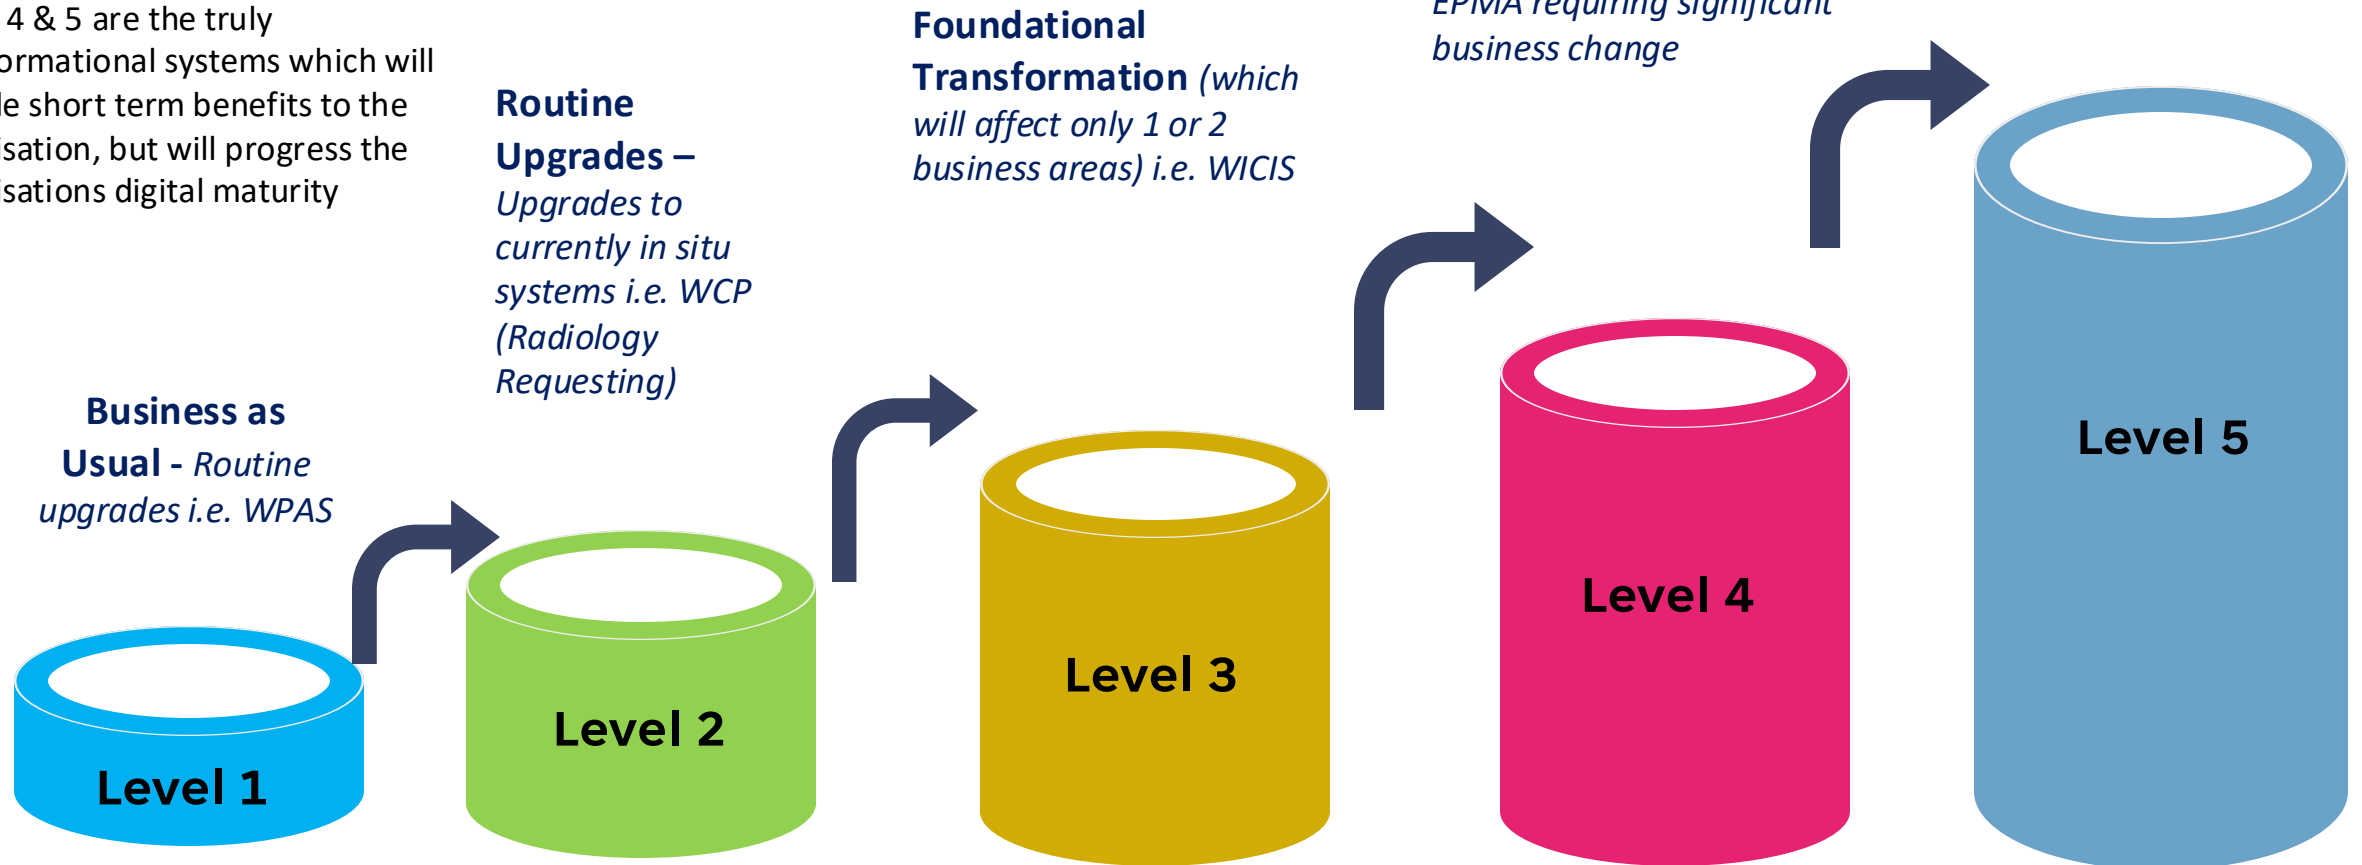 4 & 5 are the truly
ormational systems which will
le short term benefits to the
isation, but will progress the
isations digital maturity
Business as
Usual - Routine
upgrades i.e. WPAS
Routine
Upgrades –
Upgrades to
currently in situ
systems i.e. WCP
(Radiology
Requesting)
Foundational
Transformation (which
will affect only 1 or 2
business areas) i.e. WICIS
EPMA requiring significant
business change
Level 1
Level 2
Level 3
Level 4
Level 5